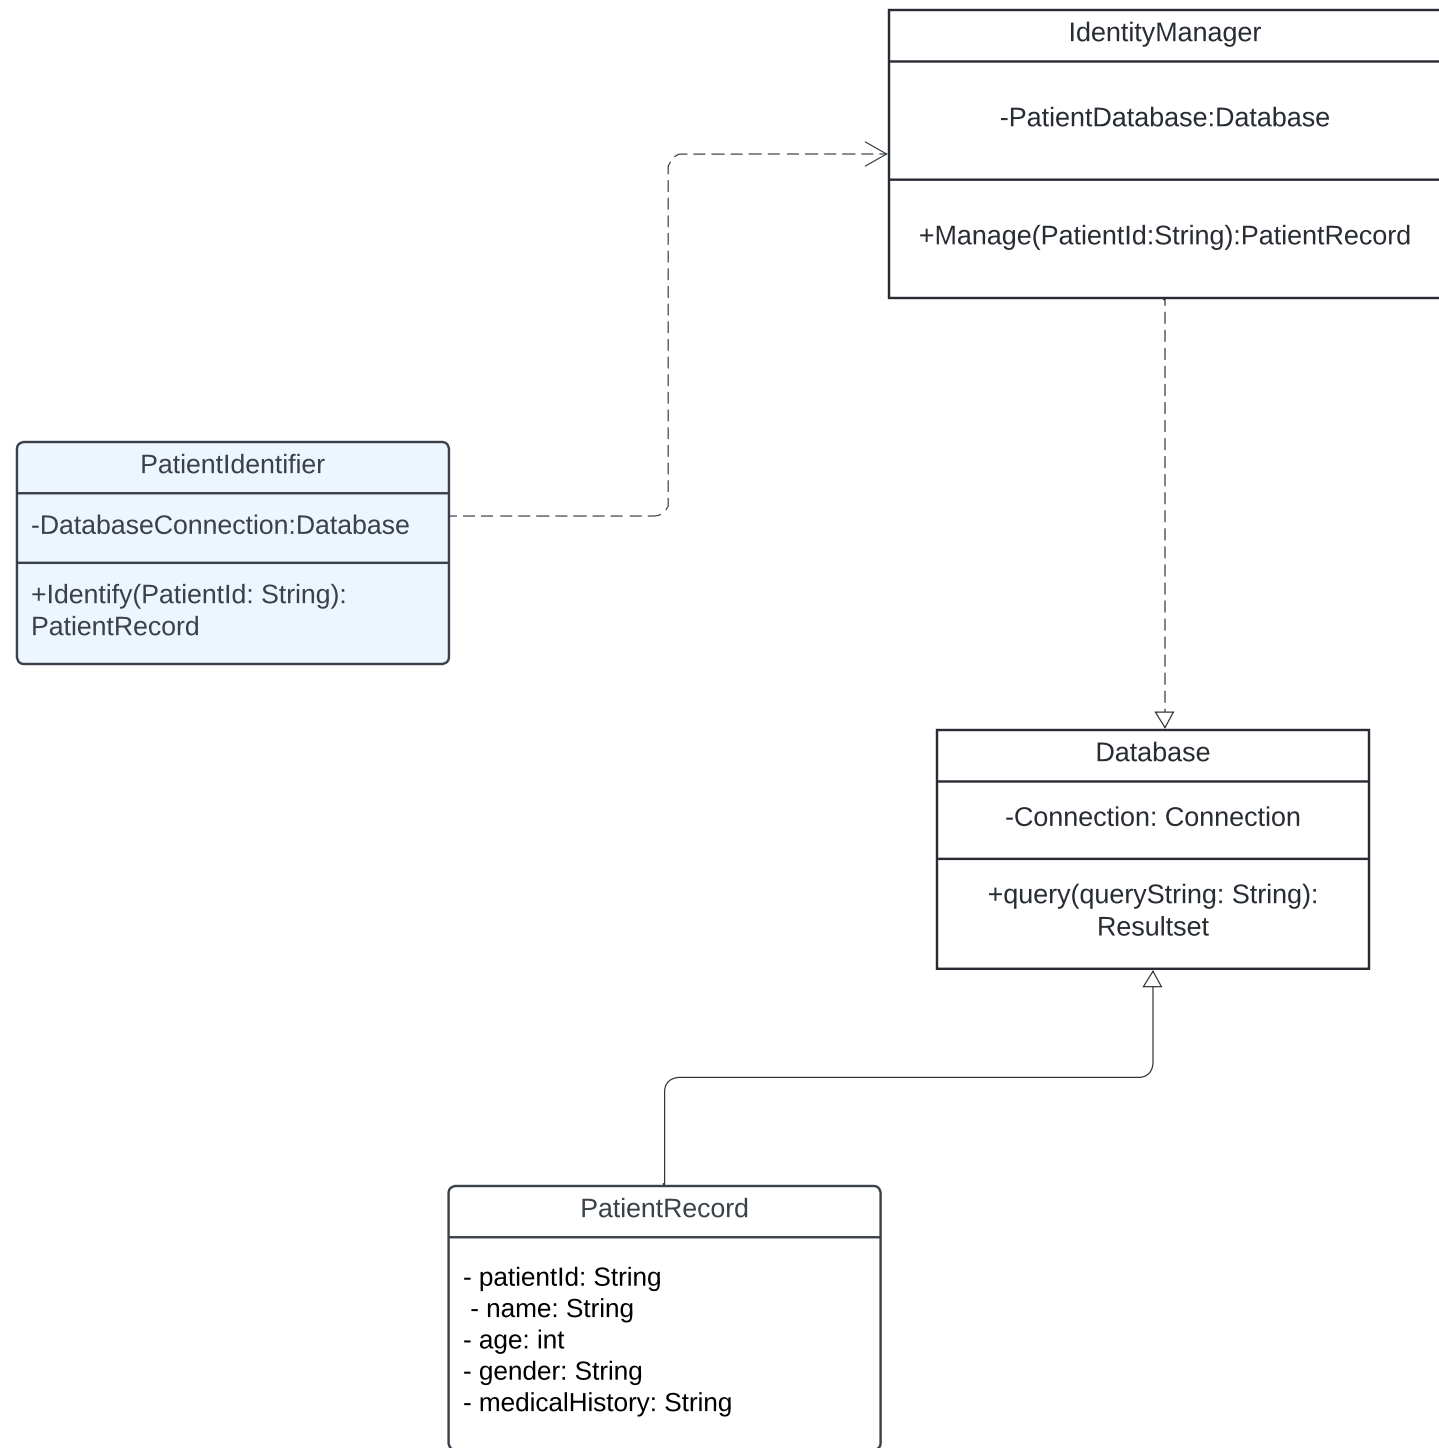 IdentityManager
-PatientDatabase:Database
+Manage(PatientId:String):PatientRecord
PatientIdentifier
-DatabaseConnection:Database
+Identify(PatientId: String):
PatientRecord
Database
-Connection: Connection
+query(queryString: String):
Resultset
PatientRecord
- patientId: String
- name: String
- age: int
- gender: String
- medicalHistory: String